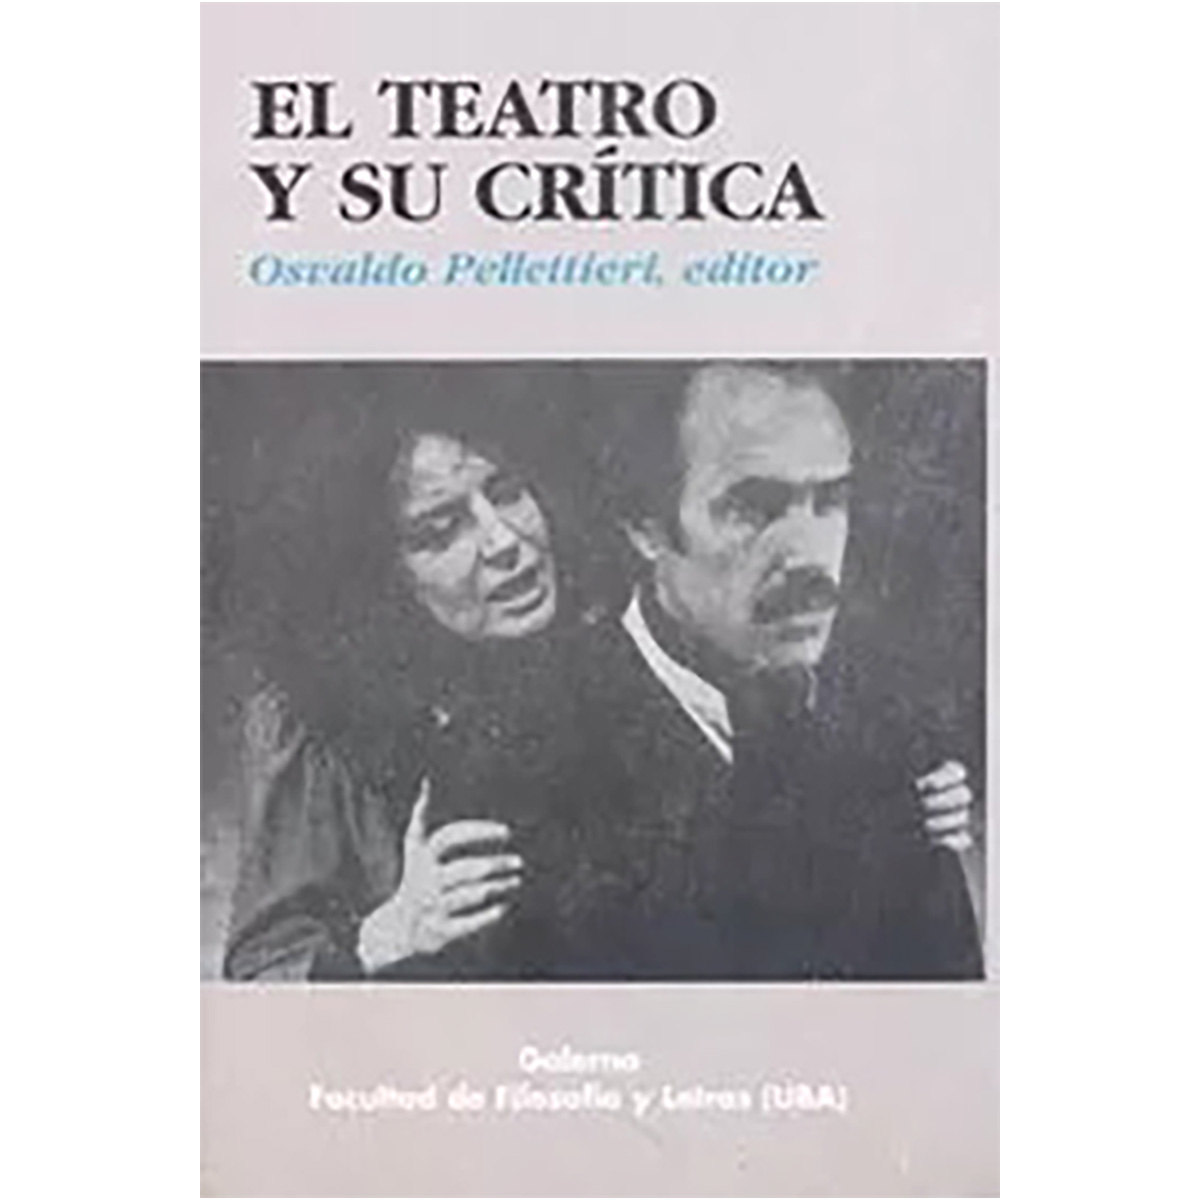 EL TEATRO
Y SU CRÍTICA
Osvaldo Pellettieri, editor
Galerna
Facultad de Filosofía y Letras (UBA)